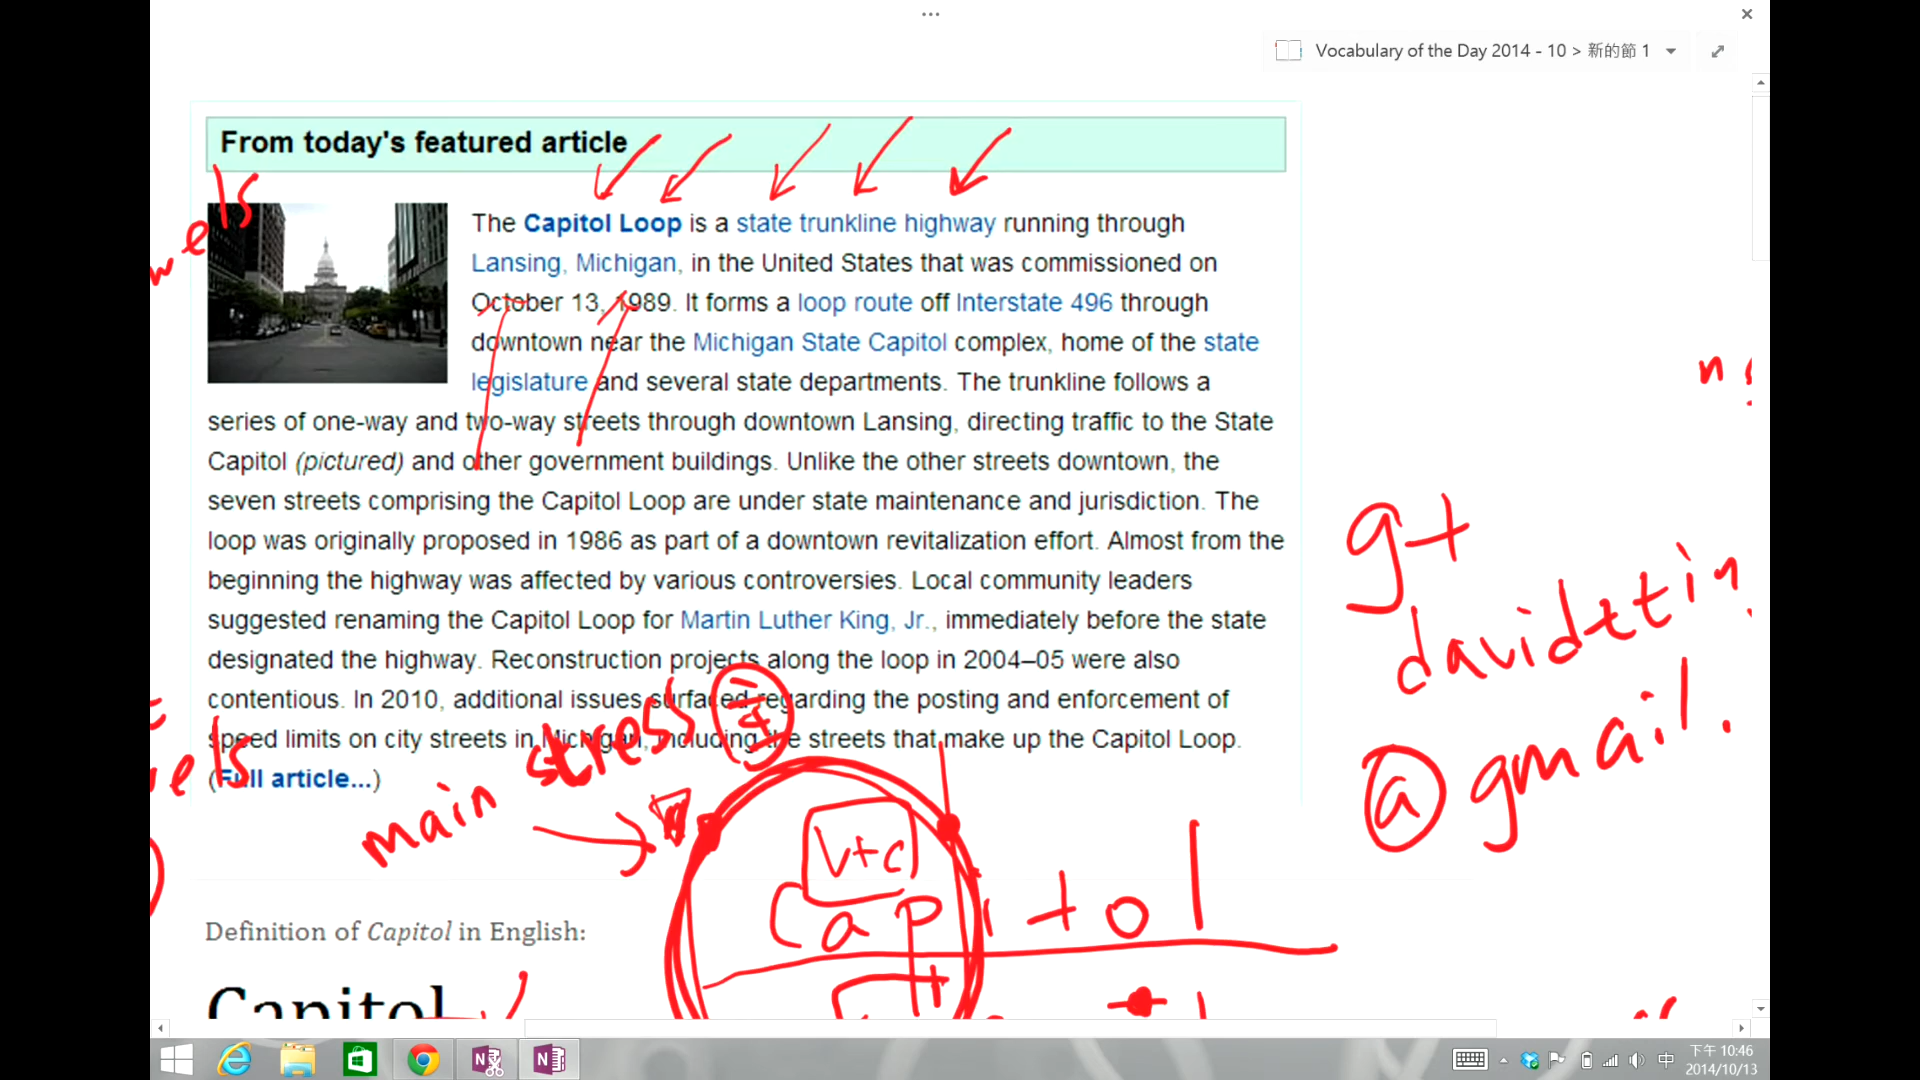 Vocabulary of the Day 2014 - 10 > 新的節 1
From today's featured article
The Capitol Loop is a state trunkline highway running through
Lansing, Michigan, in the United States that was commissioned on
October 13, 1989. It forms a loop route off Interstate 496 through
downtown near the Michigan State Capitol complex, home of the state
legislature and several state departments. The trunkline follows a
series of one-way and two-way streets through downtown Lansing, directing traffic to the State
Capitol (pictured) and other government buildings. Unlike the other streets downtown, the
seven streets comprising the Capitol Loop are under state maintenance and jurisdiction. The
loop was originally proposed in 1986 as part of a downtown revitalization effort. Almost from the
beginning the highway was affected by various controversies. Local community leaders
suggested renaming the Capitol Loop for Martin Luther King, Jr., immediately before the state
designated the highway. Reconstruction projects along the loop in 2004–05 were also
contentious. In 2010, additional issues surfaced regarding the posting and enforcement of
speed limits on city streets in Michigan, including the streets that make up the Capitol Loop.
(Full article...)
g+
davidttin
@gmail.
main stress
v+c
Capitol
Definition of Capitol in English:
Capitol
中
下午 10:46
2014/10/13